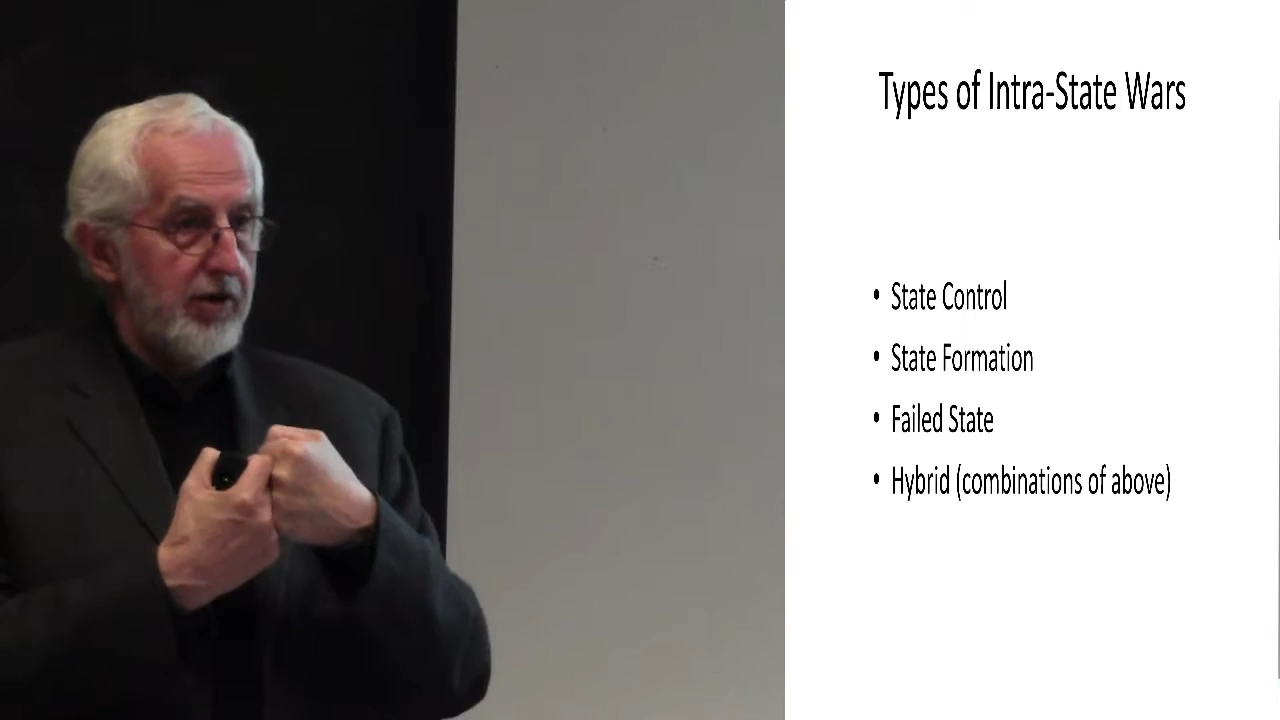 Types of Intra-State Wars
• State Control
• State Formation
• Failed State
• Hybrid (combinations of above)